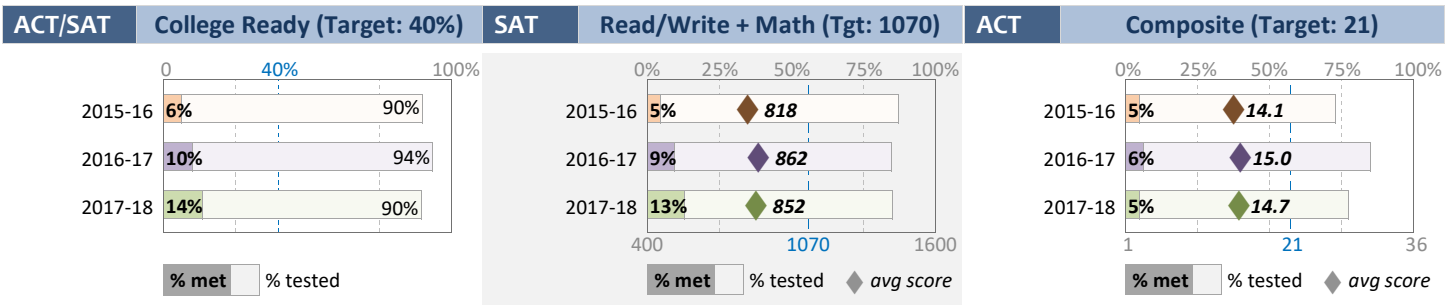 ACT/SAT College Ready (Target: 40%)
0 40% 100%
2015-16 6% 90%
2016-17 10% 94%
2017-18 14% 90%
% met % tested
SAT Read/Write + Math (Tgt: 1070)
0% 25% 50% 75% 100%
2015-16 5% 818
2016-17 9% 862
2017-18 13% 852
400 1070 1600
% met % tested avg score
ACT Composite (Target: 21)
0% 25% 50% 75% 100%
2015-16 5% 14.1
2016-17 6% 15.0
2017-18 5% 14.7
1 21 36
% met % tested avg score